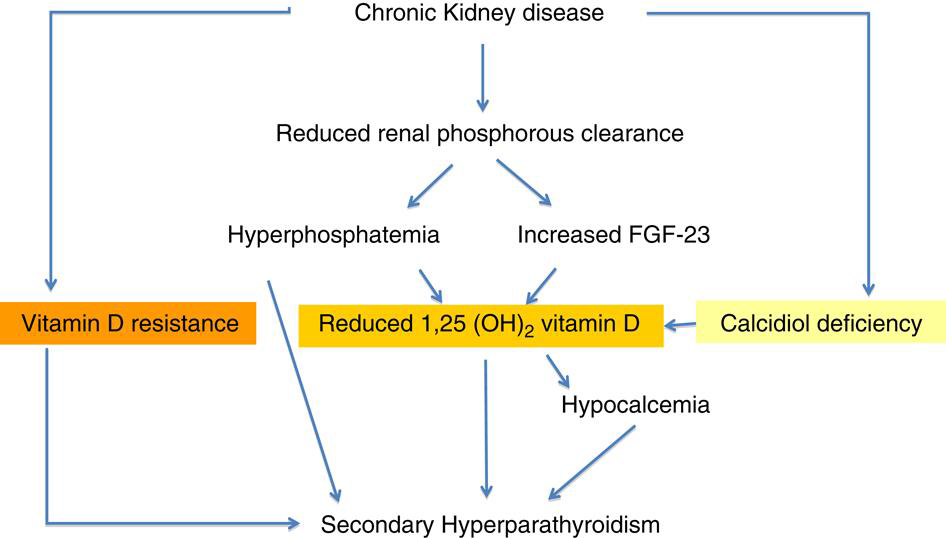 Chronic Kidney disease
Reduced renal phosphorous clearance
Hyperphosphatemia
Increased FGF-23
Vitamin D resistance
Reduced 1,25 (OH)₂ vitamin D
Calcidiol deficiency
Hypocalcemia
Secondary Hyperparathyroidism